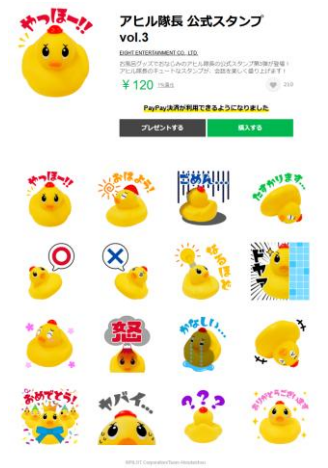 やっほー!!
アヒル隊長 公式スタンプ
vol.3
EIGHT ENTERTAINMENT CO., LTD.
お風呂グッズでおなじみのアヒル隊長の公式スタンプ第3弾が登場!
アヒル隊長のキュートなスタンプが、会話を楽しく盛り上げます!
¥120
PayPay決済が利用できるようになりました
プレゼントする
購入する
やっほー!!
おはよう!
ごめん...
たすかります...
なるほど
ドヤッ
怒
かなしい...
おめでとう!
ヤバイ...
???
ありがとうございます